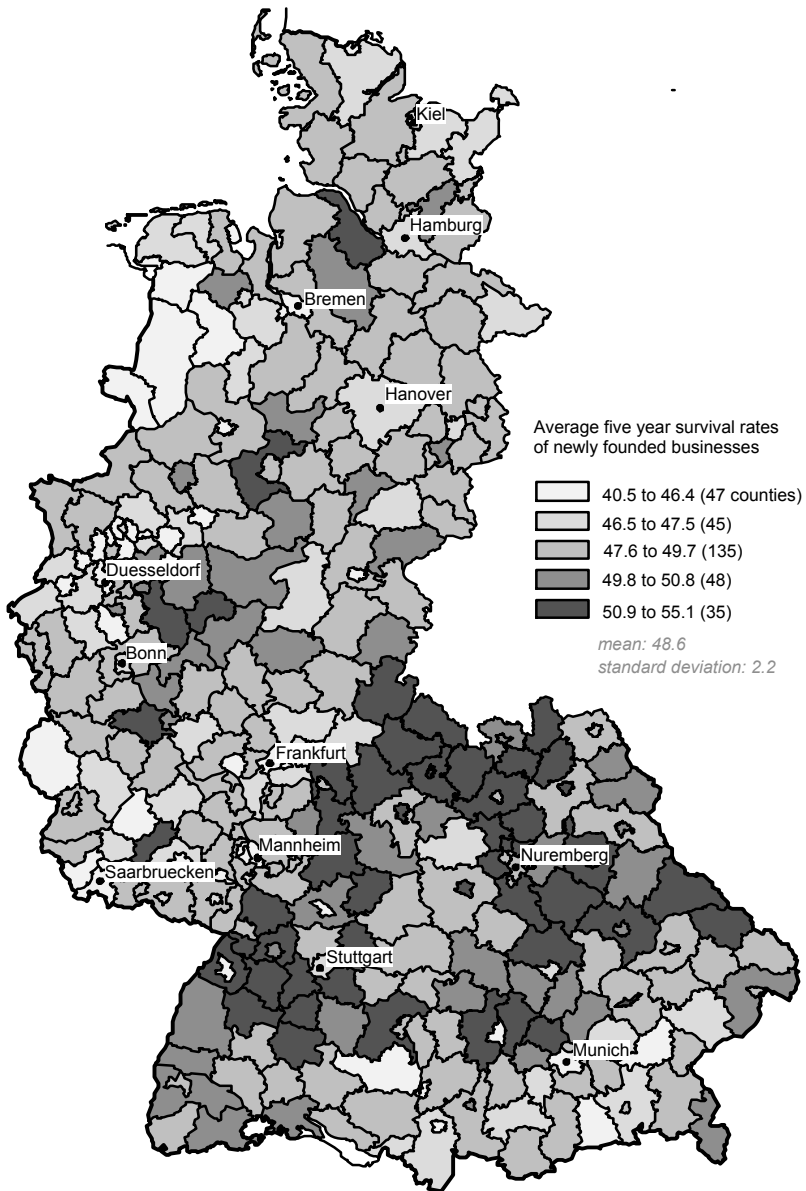 Kiel
Hamburg
Bremen
Hanover
Average five year survival rates
of newly founded businesses
40.5 to 46.4 (47 counties)
46.5 to 47.5 (45)
47.6 to 49.7 (135)
49.8 to 50.8 (48)
50.9 to 55.1 (35)
mean: 48.6
standard deviation: 2.2
Duesseldorf
Bonn
Frankfurt
Mannheim
Nuremberg
Saarbruecken
Stuttgart
Munich